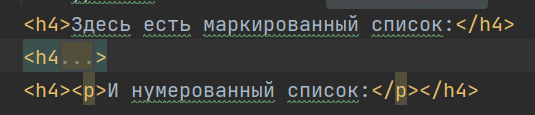 <h4>Здесь есть маркированный список:</h4>
<h4...>
<h4><p>И нумерованный список:</p></h4>